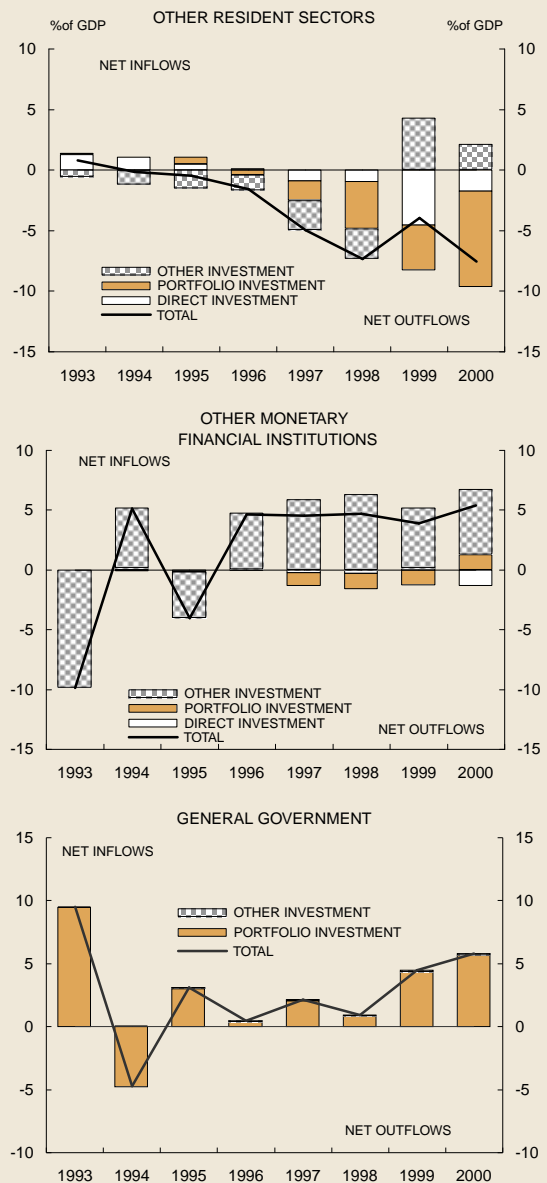 OTHER RESIDENT SECTORS
%of GDP %of GDP
10 10
NET INFLOWS
5 5
0 0
-5 -5
OTHER INVESTMENT
PORTFOLIO INVESTMENT
-10 -10
DIRECT INVESTMENT
TOTAL
NET OUTFLOWS
-15 -15
1993 1994 1995 1996 1997 1998 1999 2000
OTHER MONETARY
FINANCIAL INSTITUTIONS
10 10
NET INFLOWS
5 5
0 0
-5 -5
-10 -10
OTHER INVESTMENT
PORTFOLIO INVESTMENT
DIRECT INVESTMENT
NET OUTFLOWS
TOTAL
-15 -15
1993 1994 1995 1996 1997 1998 1999 2000
GENERAL GOVERNMENT
15 15
NET INFLOWS
10 10
OTHER INVESTMENT
PORTFOLIO INVESTMENT
TOTAL
5 5
0 0
-5 -5
NET OUTFLOWS
-10 -10
1993 1994 1995 1996 1997 1998 1999 2000